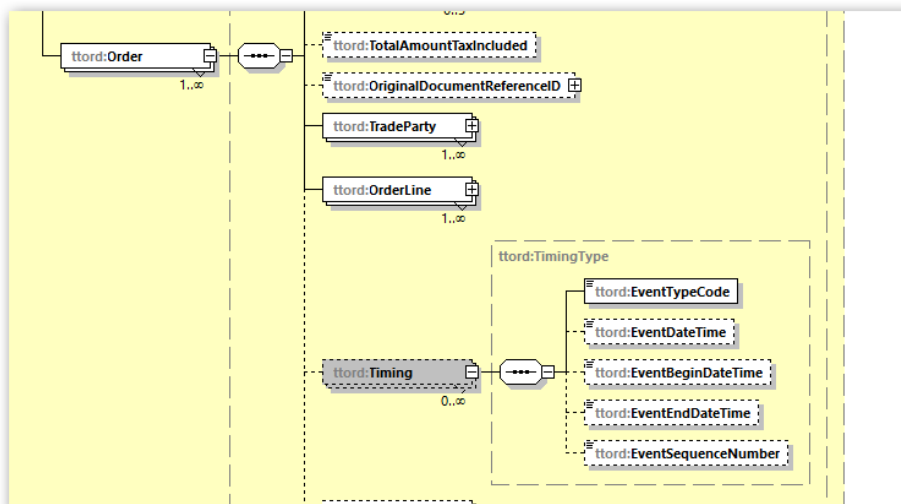 ttord:TotalAmountTaxIncluded
ttord:Order
1..∞
ttord:OriginalDocumentReferenceID
ttord:TradeParty
1..∞
ttord:OrderLine
1..∞
ttord:TimingType
ttord:EventTypeCode
ttord:EventDateTime
ttord:Timing
0..∞
ttord:EventBeginDateTime
ttord:EventEndDateTime
ttord:EventSequenceNumber